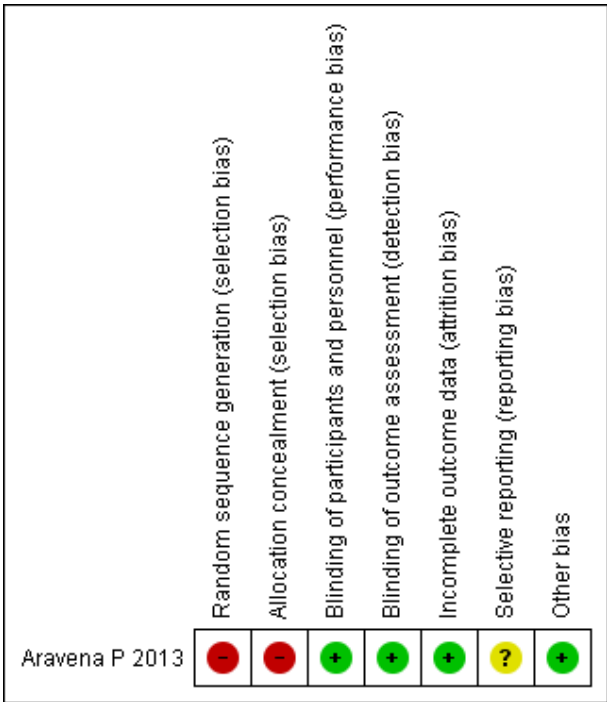 Random sequence generation (selection bias)
Allocation concealment (selection bias)
Blinding of participants and personnel (performance bias)
Blinding of outcome assessment (detection bias)
Incomplete outcome data (attrition bias)
Selective reporting (reporting bias)
Other bias
Aravena P 2013 - - + + + ? +